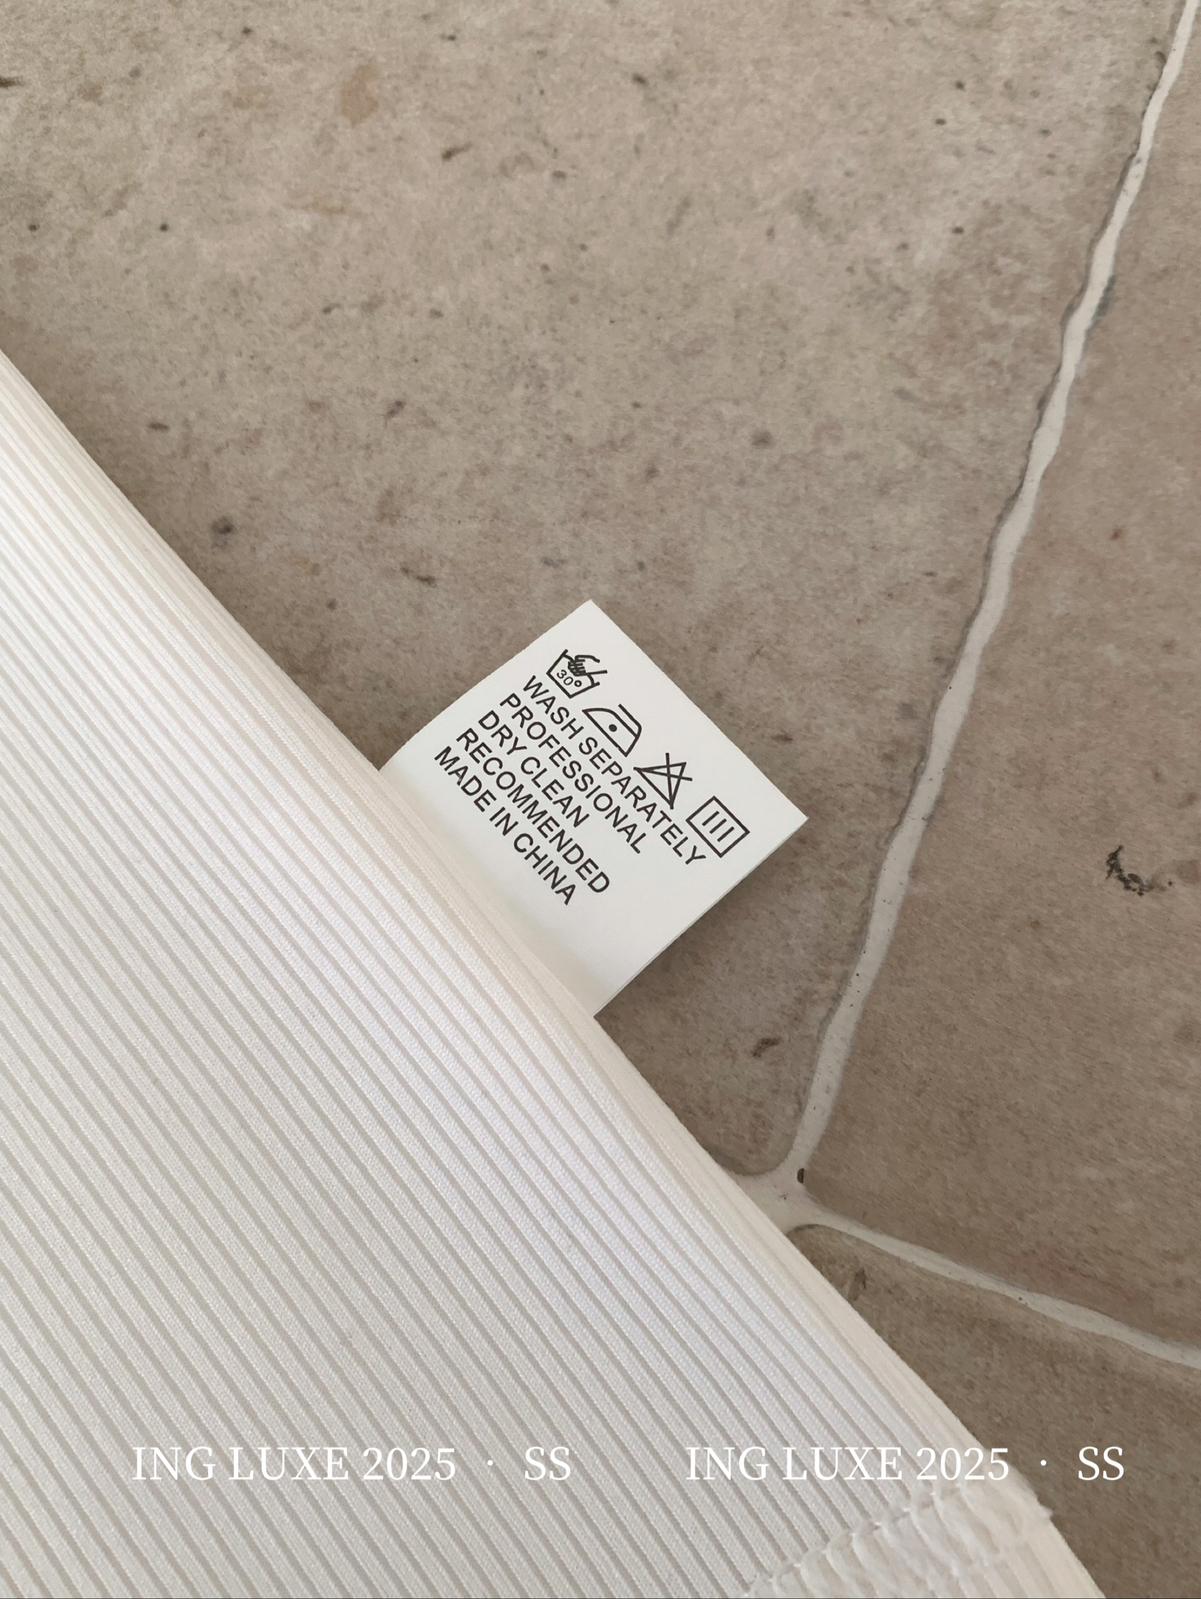 30°
WASH SEPARATELY
PROFESSIONAL
DRY CLEAN
RECOMMENDED
MADE IN CHINA
ING LUXE 2025 · SS ING LUXE 2025 · SS